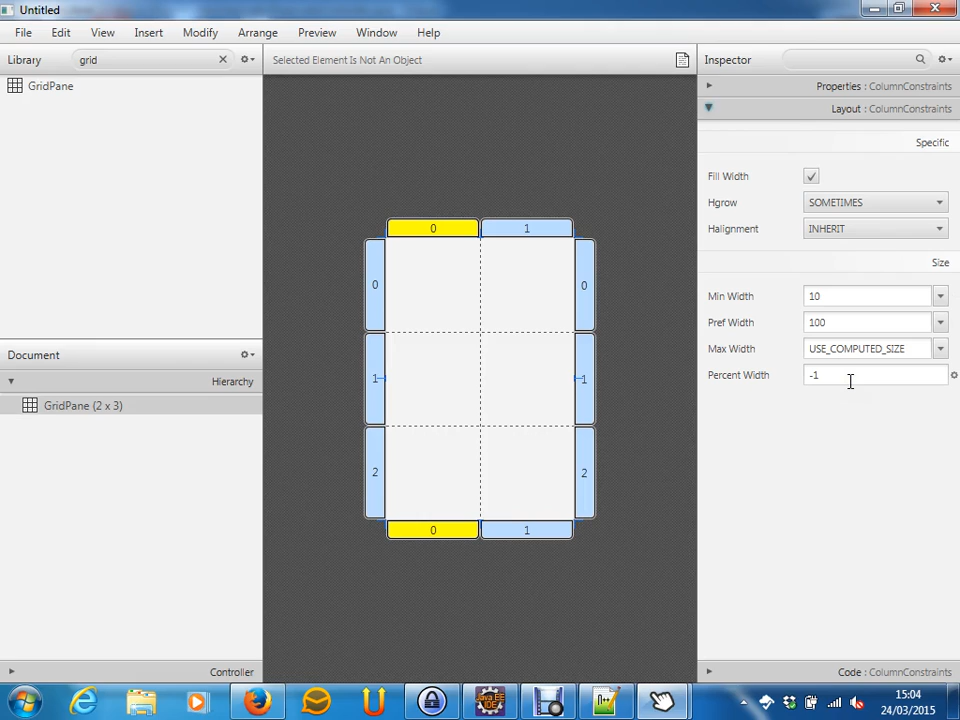 Untitled
File Edit View Insert Modify Arrange Preview Window Help
Library grid
GridPane
Document
Hierarchy
GridPane (2 x 3)
Controller
Selected Element Is Not An Object
0 1
0 0
1 1
2 2
0 1
Inspector
Properties : ColumnConstraints
Layout : ColumnConstraints
Specific
Fill Width
Hgrow SOMETIMES
Halignment INHERIT
Size
Min Width 10
Pref Width 100
Max Width USE_COMPUTED_SIZE
Percent Width -1
Code : ColumnConstraints
Java EE
IDE
n++
15:04
24/03/2015